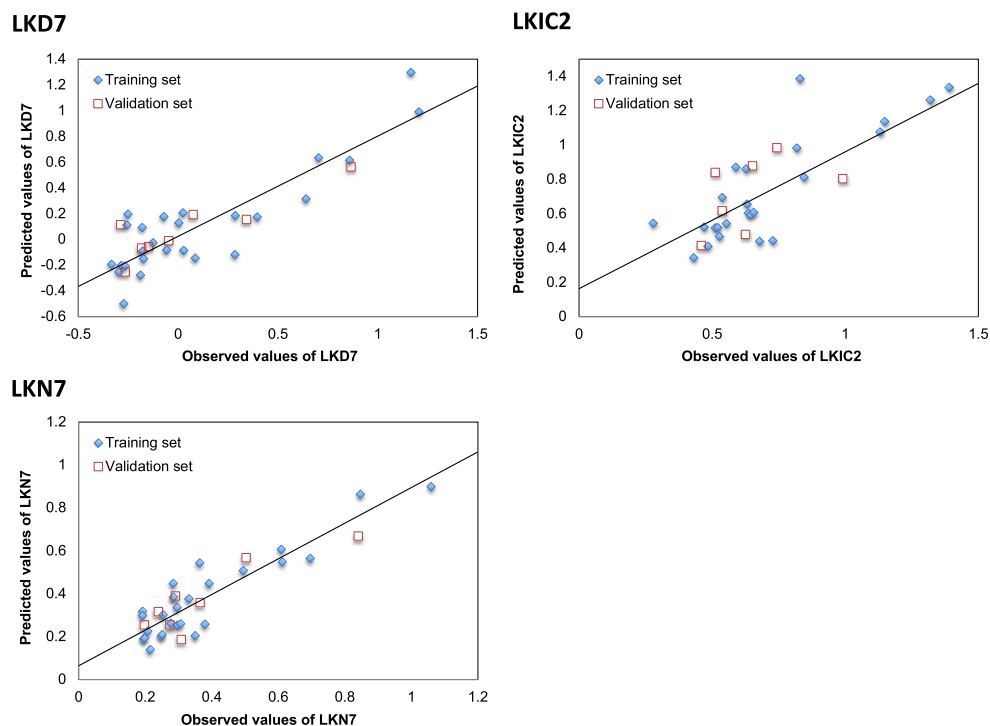 LKD7
Predicted values of LKD7
1.4
1.2
1
0.8
0.6
0.4
0.2
0
-0.2
-0.4
-0.6
Training set
Validation set
-0.5 0 0.5 1 1.5
Observed values of LKD7
LKIC2
Predicted values of LKIC2
1.4
1.2
1
0.8
0.6
0.4
0.2
0
Training set
Validation set
0 0.5 1 1.5
Observed values of LKIC2
LKN7
Predicted values of LKN7
1.2
1
0.8
0.6
0.4
0.2
0
Training set
Validation set
0 0.2 0.4 0.6 0.8 1 1.2
Observed values of LKN7